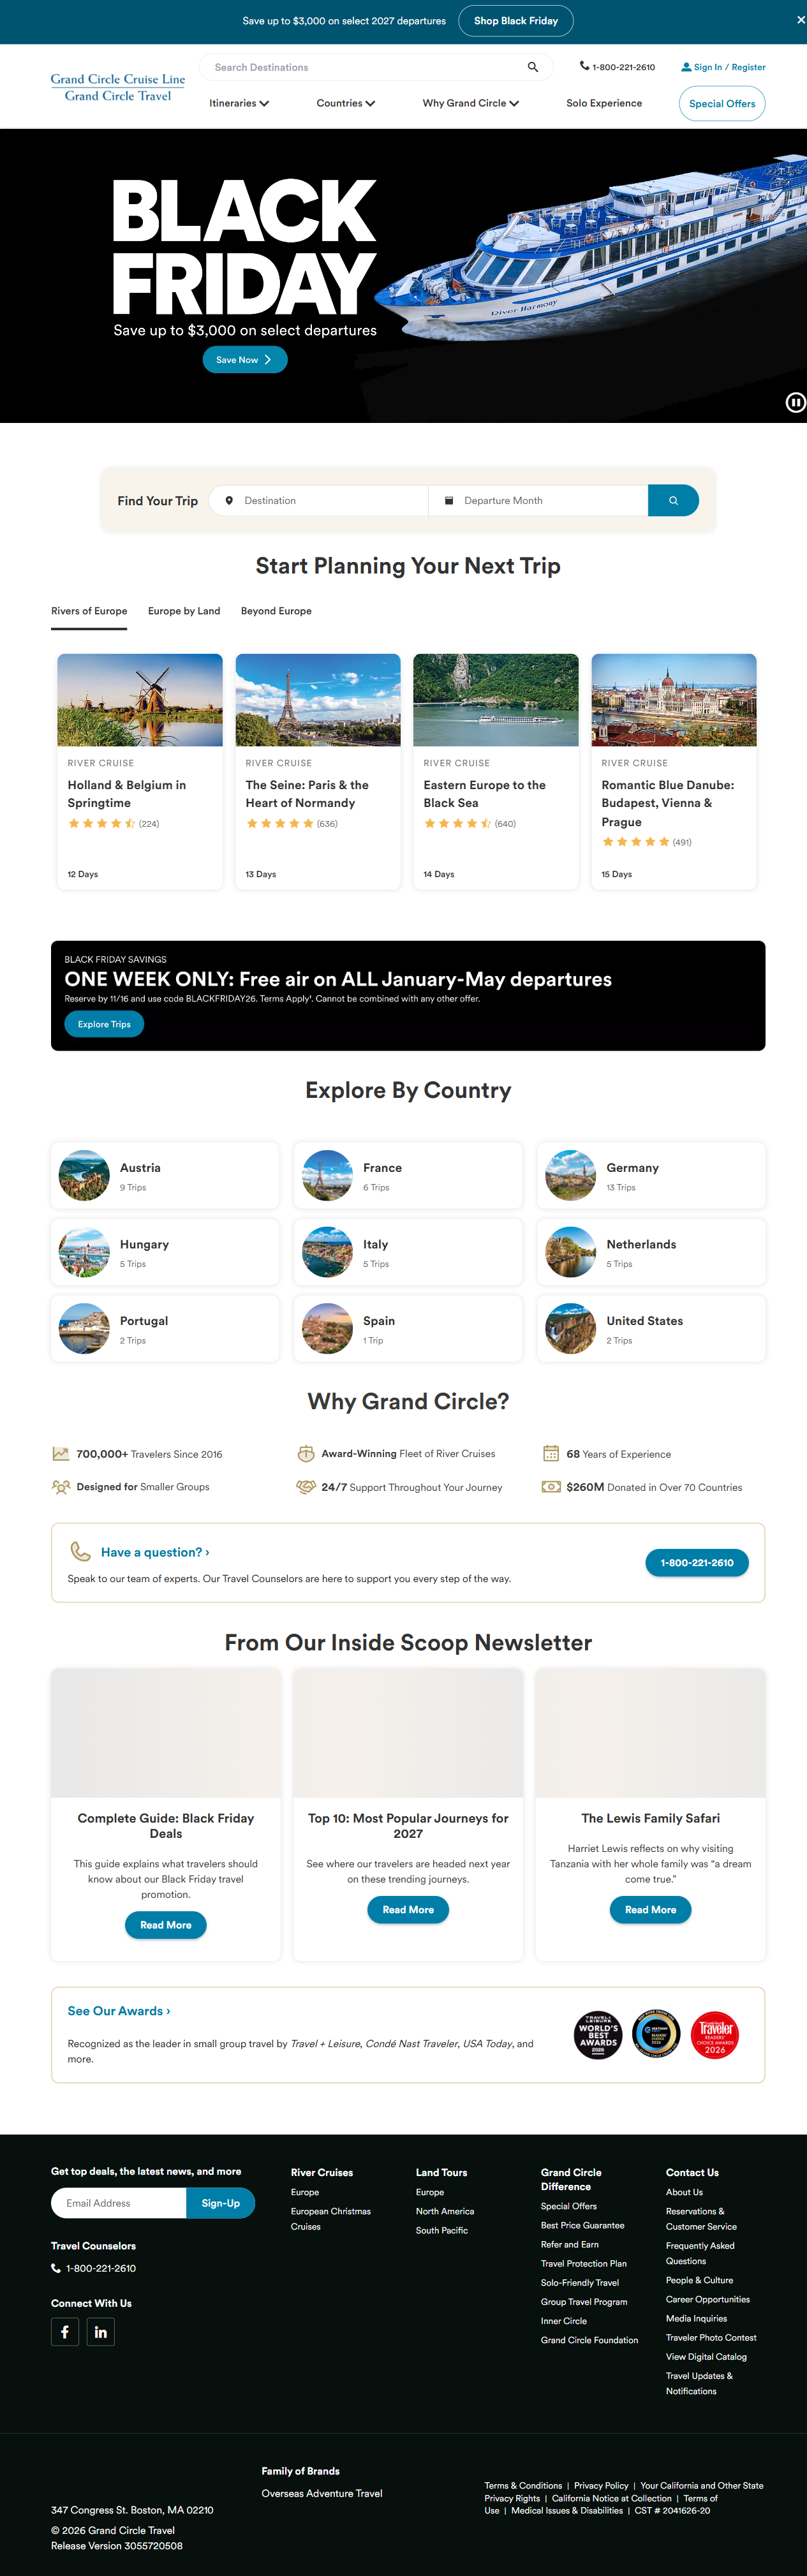 Save up to $3,000 on select 2027 departures
Shop Black Friday
Grand Circle Cruise Line
Grand Circle Travel
Search Destinations
1-800-221-2610
Sign In / Register
Itineraries
Countries
Why Grand Circle
Solo Experience
Special Offers
BLACK
FRIDAY
Save up to $3,000 on select departures
Save Now
River Harmony
Find Your Trip
Destination
Departure Month
Start Planning Your Next Trip
Rivers of Europe
Europe by Land
Beyond Europe
RIVER CRUISE
Holland & Belgium in
Springtime
(224)
12 Days
RIVER CRUISE
The Seine: Paris & the
Heart of Normandy
(636)
13 Days
RIVER CRUISE
Eastern Europe to the
Black Sea
(640)
14 Days
RIVER CRUISE
Romantic Blue Danube:
Budapest, Vienna &
Prague
(491)
15 Days
BLACK FRIDAY SAVINGS
ONE WEEK ONLY: Free air on ALL January-May departures
Reserve by 11/16 and use code BLACKFRIDAY26. Terms Apply¹. Cannot be combined with any other offer.
Explore Trips
Explore By Country
Austria
9 Trips
France
6 Trips
Germany
13 Trips
Hungary
5 Trips
Italy
5 Trips
Netherlands
5 Trips
Portugal
2 Trips
Spain
1 Trip
United States
2 Trips
Why Grand Circle?
700,000+ Travelers Since 2016
Award-Winning Fleet of River Cruises
68 Years of Experience
Designed for Smaller Groups
24/7 Support Throughout Your Journey
$260M Donated in Over 70 Countries
Have a question? ›
Speak to our team of experts. Our Travel Counselors are here to support you every step of the way.
1-800-221-2610
From Our Inside Scoop Newsletter
Complete Guide: Black Friday
Deals
This guide explains what travelers should
know about our Black Friday travel
promotion.
Read More
Top 10: Most Popular Journeys for
2027
See where our travelers are headed next year
on these trending journeys.
Read More
The Lewis Family Safari
Harriet Lewis reflects on why visiting
Tanzania with her whole family was “a dream
come true.”
Read More
See Our Awards ›
Recognized as the leader in small group travel by Travel + Leisure, Condé Nast Traveler, USA Today, and
more.
TRAVEL+
LEISURE
WORLD'S
BEST
AWARDS
2026
USA TODAY
Traveler
READERS'
CHOICE AWARDS
2026
Get top deals, the latest news, and more
Email Address
Sign-Up
Travel Counselors
1-800-221-2610
Connect With Us
River Cruises
Europe
European Christmas
Cruises
Land Tours
Europe
North America
South Pacific
Grand Circle
Difference
Special Offers
Best Price Guarantee
Refer and Earn
Travel Protection Plan
Solo-Friendly Travel
Group Travel Program
Inner Circle
Grand Circle Foundation
Contact Us
About Us
Reservations &
Customer Service
Frequently Asked
Questions
People & Culture
Career Opportunities
Media Inquiries
Traveler Photo Contest
View Digital Catalog
Travel Updates &
Notifications
347 Congress St. Boston, MA 02210
© 2026 Grand Circle Travel
Release Version 3055720508
Family of Brands
Overseas Adventure Travel
Terms & Conditions | Privacy Policy | Your California and Other State
Privacy Rights | California Notice at Collection | Terms of
Use | Medical Issues & Disabilities | CST # 2041626-20